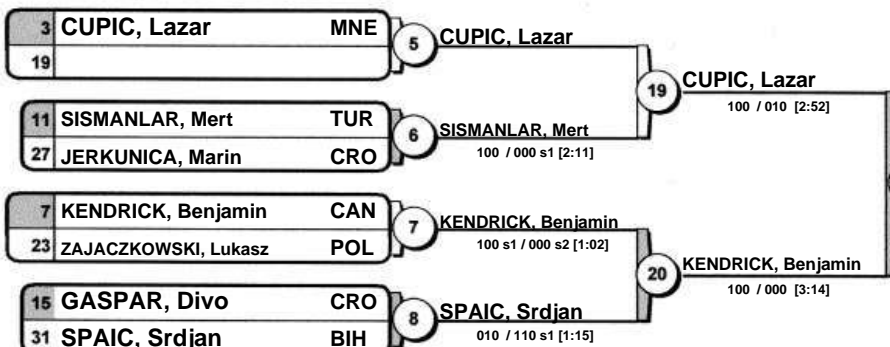 3 CUPIC, Lazar MNE
19
5
CUPIC, Lazar
11 SISMANLAR, Mert TUR
27 JERKUNICA, Marin CRO
6
SISMANLAR, Mert
100 / 000 s1 [2:11]
19
CUPIC, Lazar
100 / 010 [2:52]
7 KENDRICK, Benjamin CAN
23 ZAJACZKOWSKI, Lukasz POL
7
KENDRICK, Benjamin
100 s1 / 000 s2 [1:02]
15 GASPAR, Divo CRO
31 SPAIC, Srdjan BIH
8
SPAIC, Srdjan
010 / 110 s1 [1:15]
20
KENDRICK, Benjamin
100 / 000 [3:14]